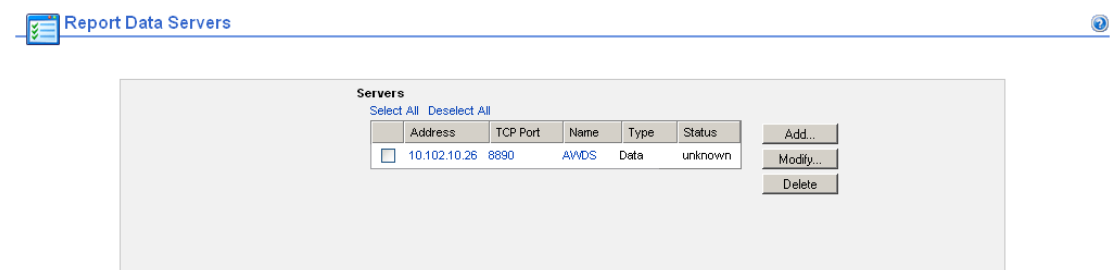 Report Data Servers
Servers
Select All Deselect All
Address TCP Port Name Type Status
10.102.10.26 8890 AWDS Data unknown
Add...
Modify...
Delete